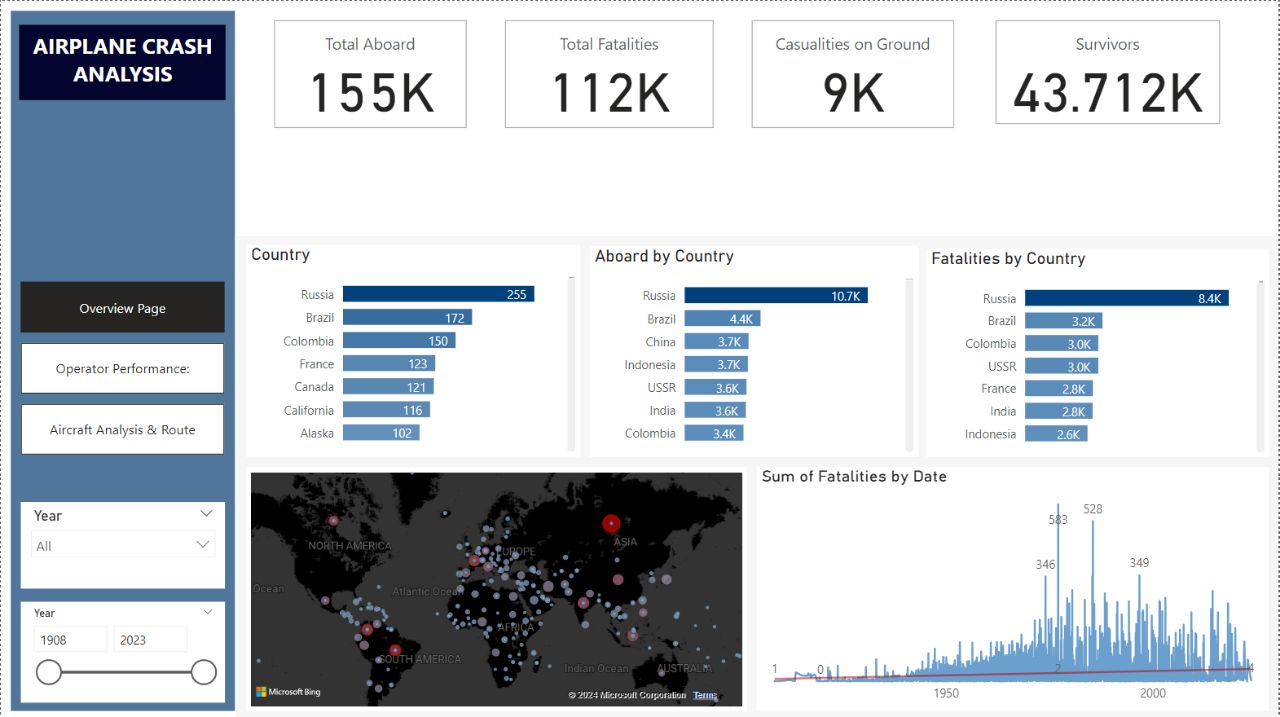 AIRPLANE CRASH
ANALYSIS
Total Aboard
155K
Total Fatalities
112K
Casualities on Ground
9K
Survivors
43.712K
Overview Page
Operator Performance:
Aircraft Analysis & Route
Year
All
Year
1908 2023
Country
Russia 255
Brazil 172
Colombia 150
France 123
Canada 121
California 116
Alaska 102
Aboard by Country
Russia 10.7K
Brazil 4.4K
China 3.7K
Indonesia 3.7K
USSR 3.6K
India 3.6K
Colombia 3.4K
Fatalities by Country
Russia 8.4K
Brazil 3.2K
Colombia 3.0K
USSR 3.0K
France 2.8K
India 2.8K
Indonesia 2.6K
NORTH AMERICA
EUROPE
ASIA
Ocean
Atlantic Ocean
AFRICA
SOUTH AMERICA
Indian Ocean
AUSTRALIA
Microsoft Bing
© 2024 Microsoft Corporation Terms
Sum of Fatalities by Date
583
528
346
349
1
0
2
4
1950
2000